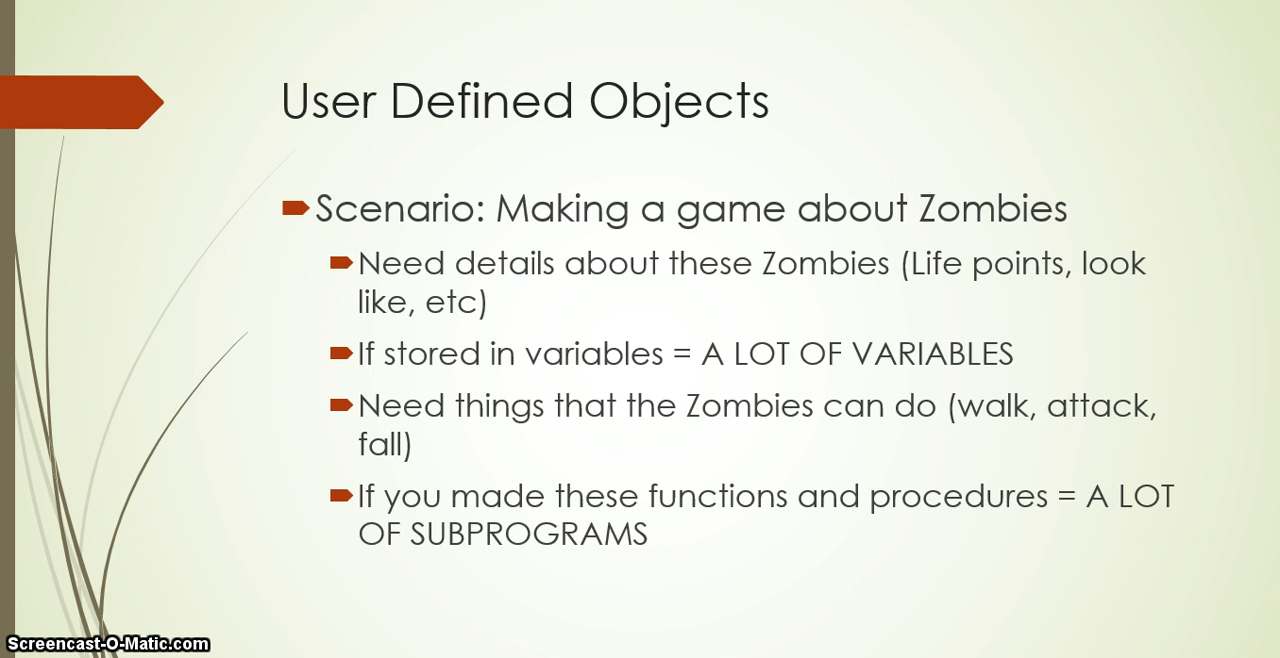 User Defined Objects
Scenario: Making a game about Zombies
Need details about these Zombies (Life points, look
like, etc)
If stored in variables = A LOT OF VARIABLES
Need things that the Zombies can do (walk, attack,
fall)
If you made these functions and procedures = A LOT
OF SUBPROGRAMS
Screencast-O-Matic.com